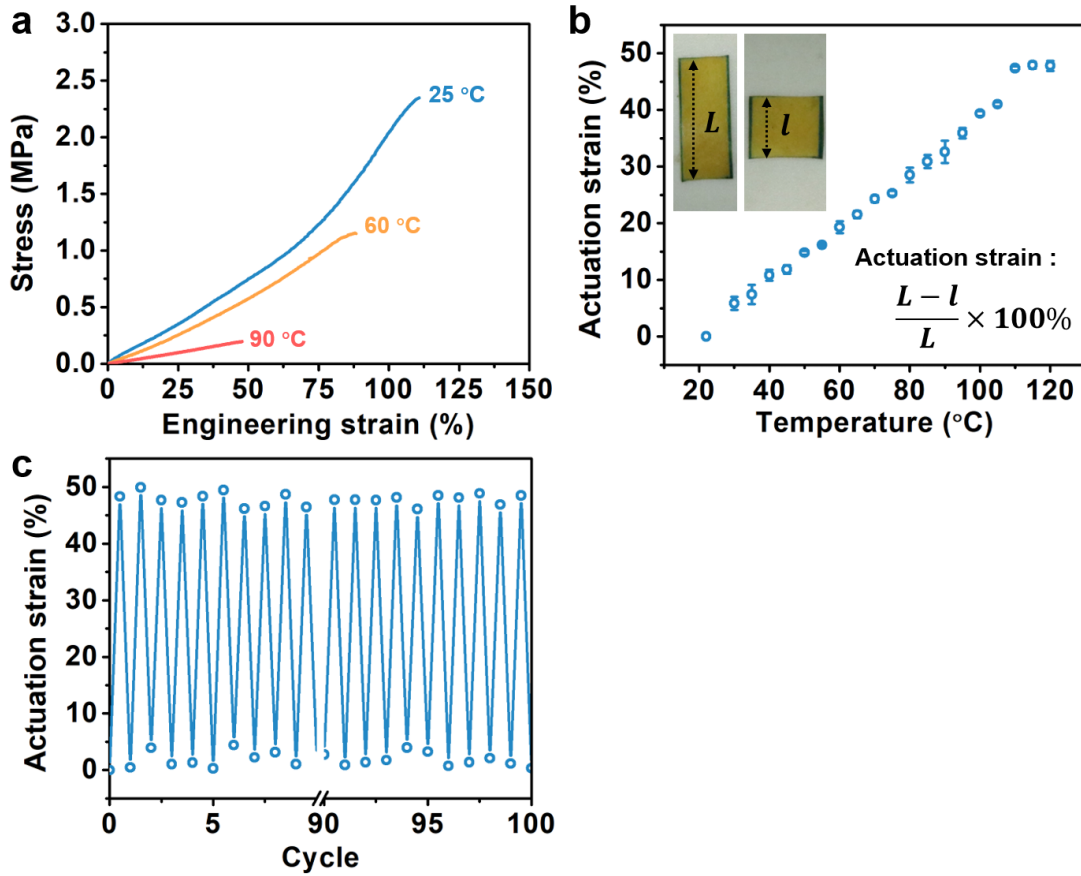 a
Stress (MPa)
3.0
2.5
2.0
1.5
1.0
0.5
0.0
25 °C
60 °C
90 °C
0 25 50 75 100 125 150
Engineering strain (%)
b
Actuation strain (%)
50
40
30
20
10
0
L
l
Actuation strain :
L − l
/ L × 100%
20 40 60 80 100 120
Temperature (°C)
c
Actuation strain (%)
50
40
30
20
10
0
0 5 90 95 100
Cycle